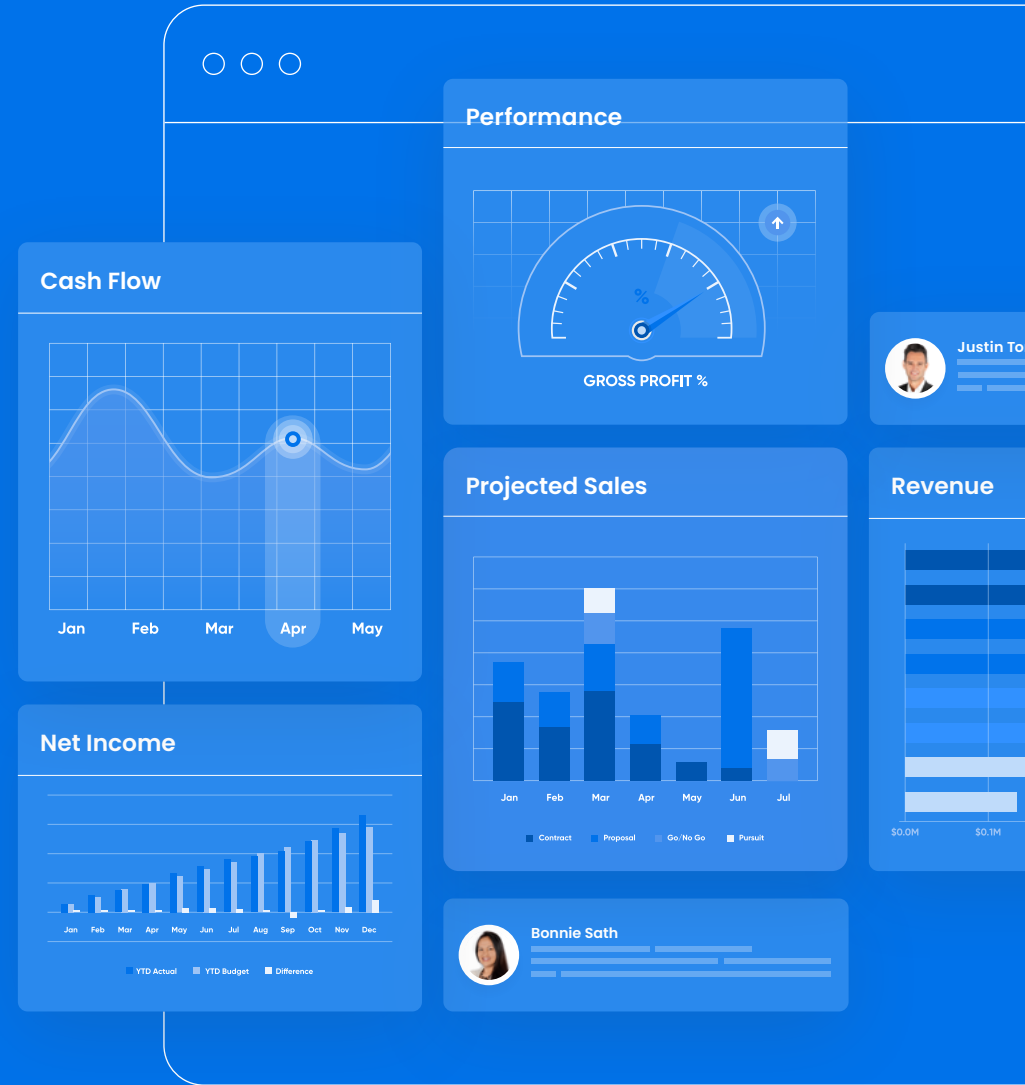 Performance
%
GROSS PROFIT %
Cash Flow
Jan Feb Mar Apr May
Justin
Projected Sales
Jan Feb Mar Apr May Jun Jul
Contract Proposal Go/No Go Pursuit
Revenue
$0.0M $0.1M
Net Income
Jan Feb Mar Apr May Jun Jul Aug Sep Oct Nov Dec
YTD Actual YTD Budget Difference
Bonnie Sath